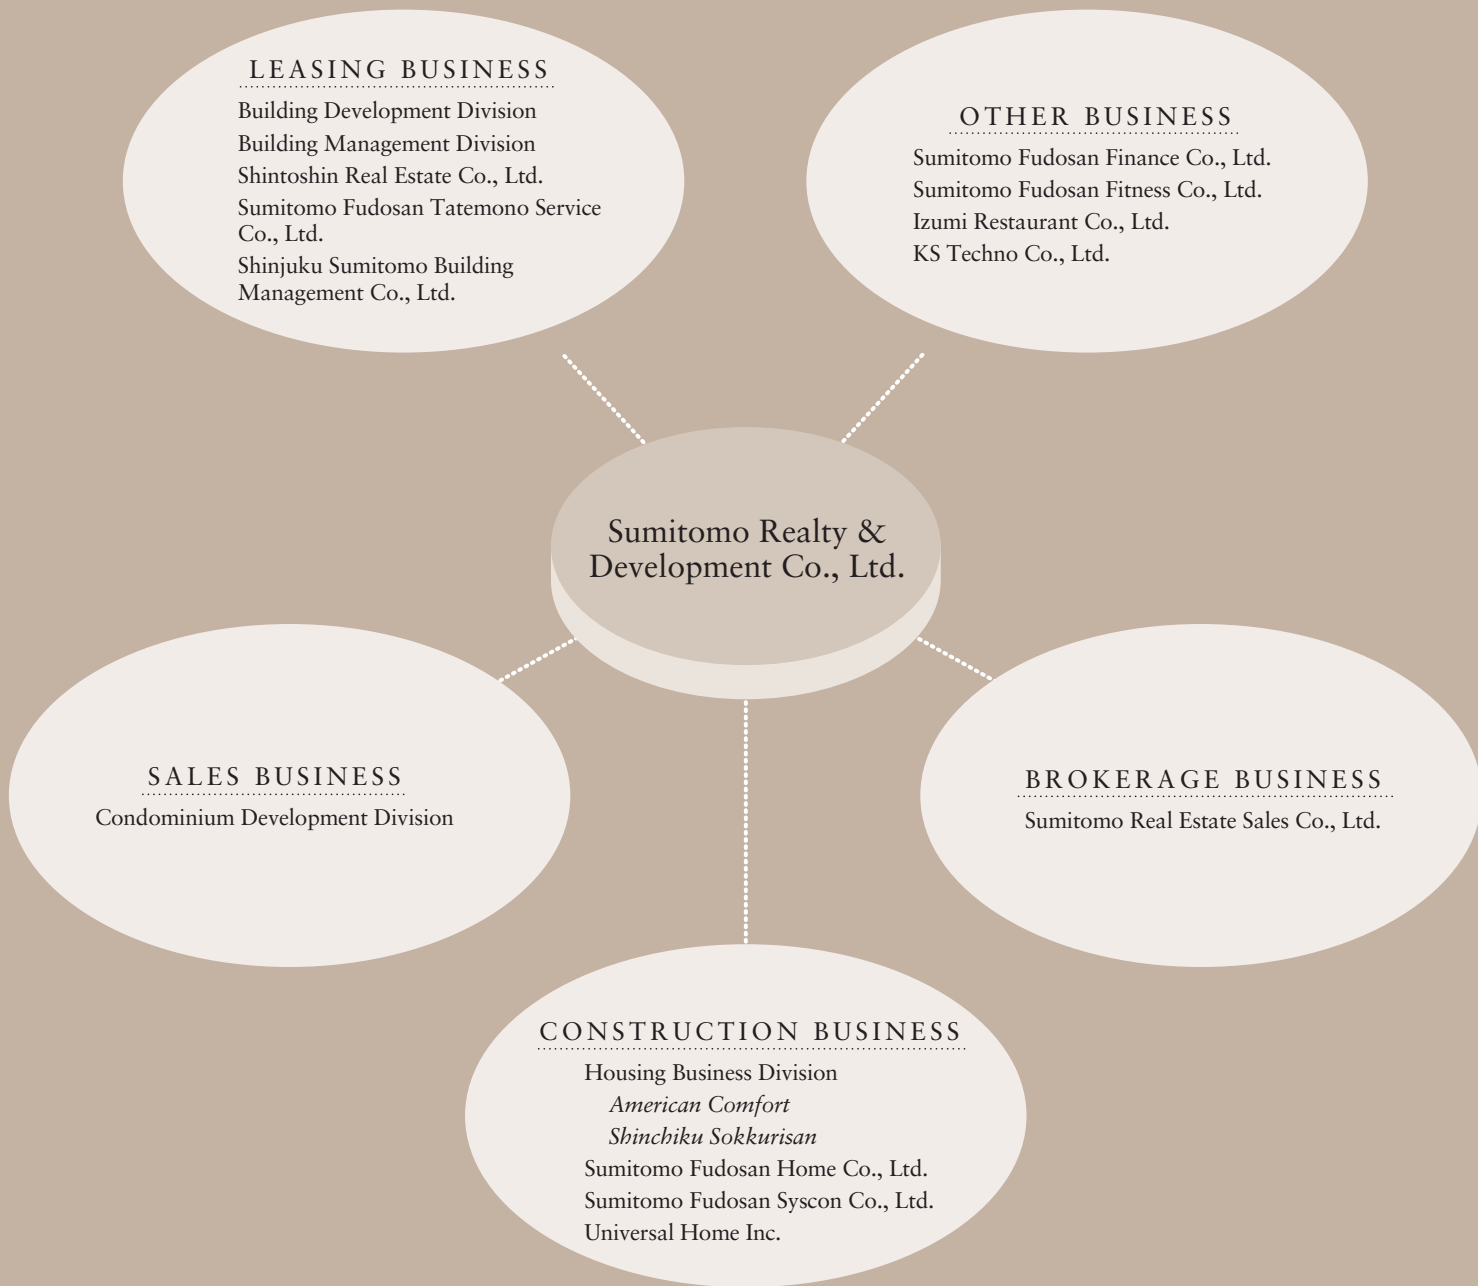 LEASING BUSINESS
Building Development Division
Building Management Division
Shintoshin Real Estate Co., Ltd.
Sumitomo Fudosan Tatemono Service
Co., Ltd.
Shinjuku Sumitomo Building
Management Co., Ltd.
OTHER BUSINESS
Sumitomo Fudosan Finance Co., Ltd.
Sumitomo Fudosan Fitness Co., Ltd.
Izumi Restaurant Co., Ltd.
KS Techno Co., Ltd.
Sumitomo Realty &
Development Co., Ltd.
SALES BUSINESS
Condominium Development Division
BROKERAGE BUSINESS
Sumitomo Real Estate Sales Co., Ltd.
CONSTRUCTION BUSINESS
Housing Business Division
American Comfort
Shinchiku Sokkurisan
Sumitomo Fudosan Home Co., Ltd.
Sumitomo Fudosan Syscon Co., Ltd.
Universal Home Inc.